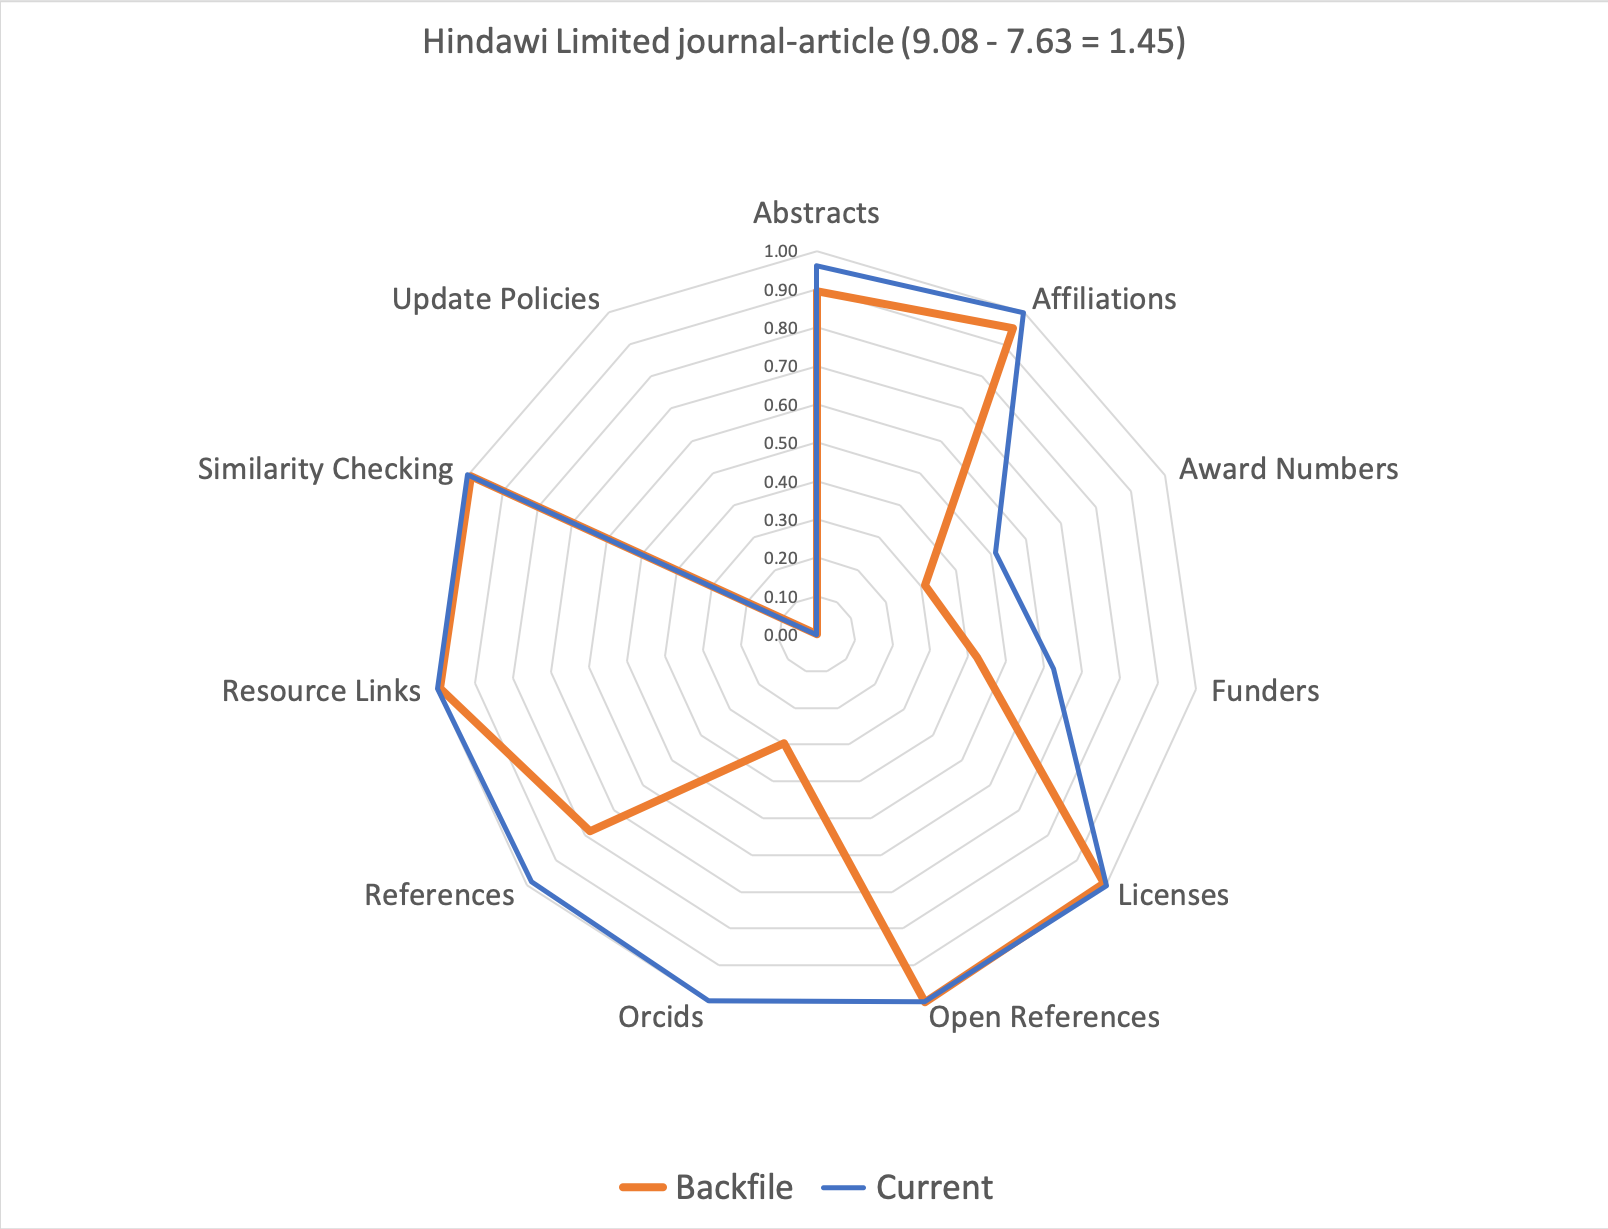 Hindawi Limited journal-article (9.08 - 7.63 = 1.45)
Abstracts
1.00
Update Policies
Affiliations
0.90
0.80
0.70
0.60
0.50
0.40
0.30
0.20
0.10
0.00
Similarity Checking
Award Numbers
Resource Links
Funders
References
Licenses
Orcids
Open References
Backfile
Current